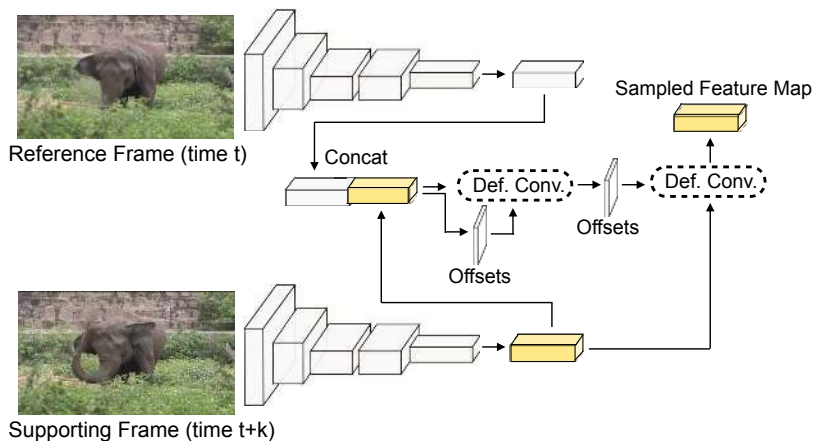 Sampled Feature Map
Reference Frame (time t)
Concat
Def. Conv.
Def. Conv.
Offsets
Offsets
Supporting Frame (time t+k)